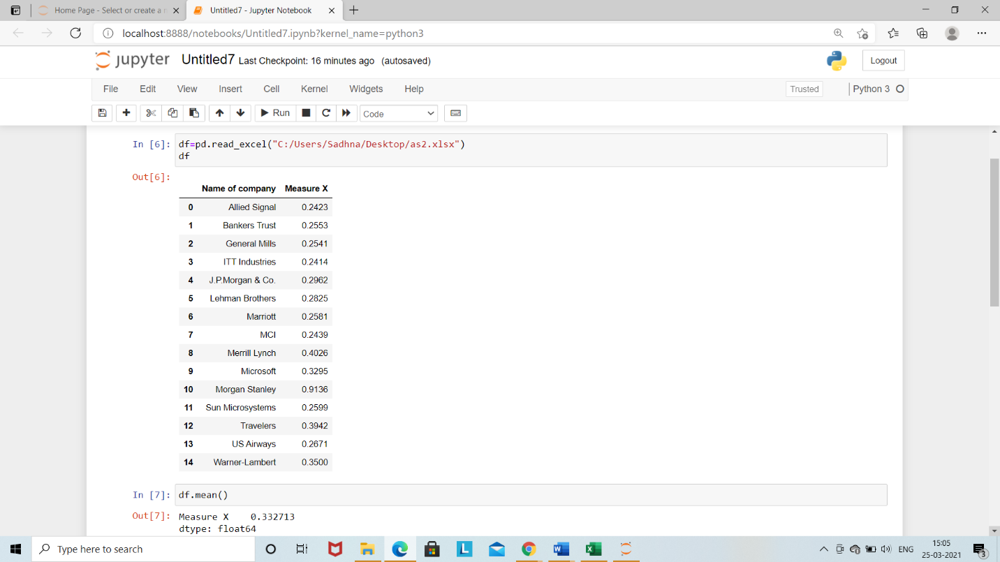 Home Page - Select or create a n
Untitled7 - Jupyter Notebook
localhost:8888/notebooks/Untitled7.ipynb?kernel_name=python3
jupyter Untitled7 Last Checkpoint: 16 minutes ago (autosaved)
Logout
File Edit View Insert Cell Kernel Widgets Help
Trusted
Python 3
Run
Code
In [6]: df=pd.read_excel("C:/Users/Sadhna/Desktop/as2.xlsx")
df
Out[6]:
Name of company Measure X
0 Allied Signal 0.2423
1 Bankers Trust 0.2553
2 General Mills 0.2541
3 ITT Industries 0.2414
4 J.P.Morgan & Co. 0.2962
5 Lehman Brothers 0.2825
6 Marriott 0.2581
7 MCI 0.2439
8 Merrill Lynch 0.4026
9 Microsoft 0.3295
10 Morgan Stanley 0.9136
11 Sun Microsystems 0.2599
12 Travelers 0.3942
13 US Airways 0.2671
14 Warner-Lambert 0.3500
In [7]: df.mean()
Out[7]: Measure X 0.332713
dtype: float64
Type here to search
L
W
X
ENG
15:05
25-03-2021
3